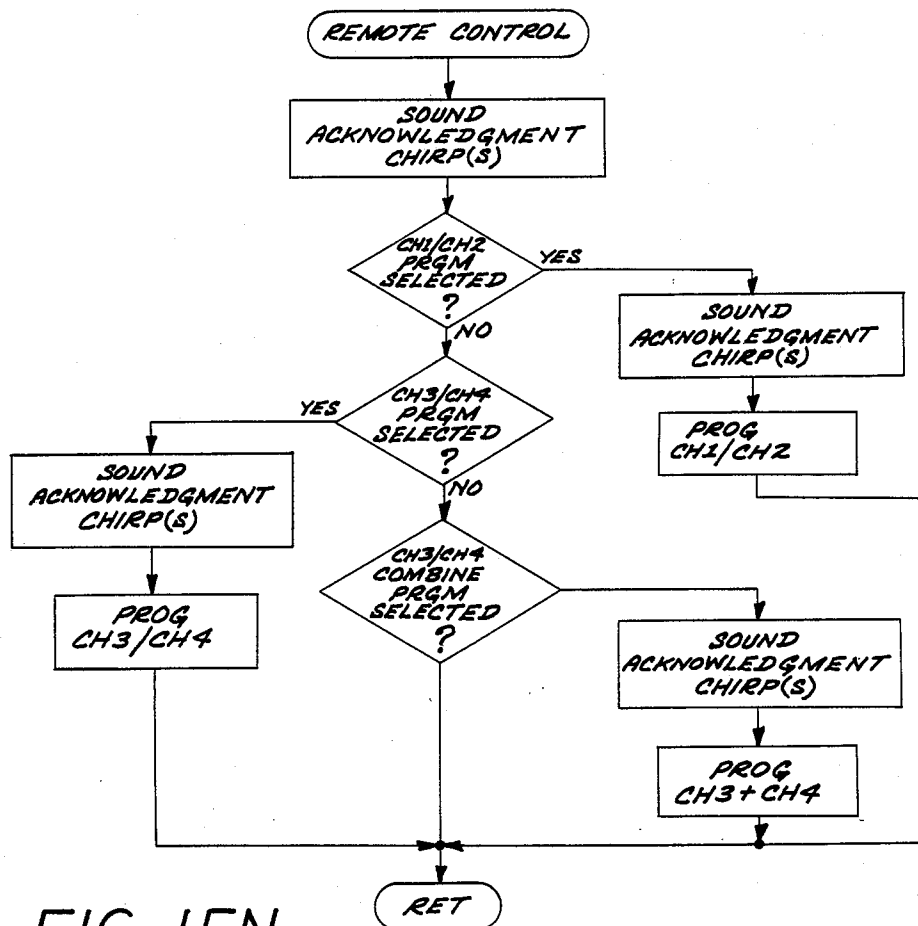 REMOTE CONTROL
SOUND
ACKNOWLEDGMENT
CHIRP(S)
CH1/CH2
PRGM
SELECTED
?
YES
NO
SOUND
ACKNOWLEDGMENT
CHIRP(S)
PROG
CH1/CH2
CH3/CH4
PRGM
SELECTED
?
YES
NO
SOUND
ACKNOWLEDGMENT
CHIRP(S)
PROG
CH3/CH4
CH3/CH4
COMBINE
PRGM
SELECTED
?
SOUND
ACKNOWLEDGMENT
CHIRP(S)
PROG
CH3+CH4
RET